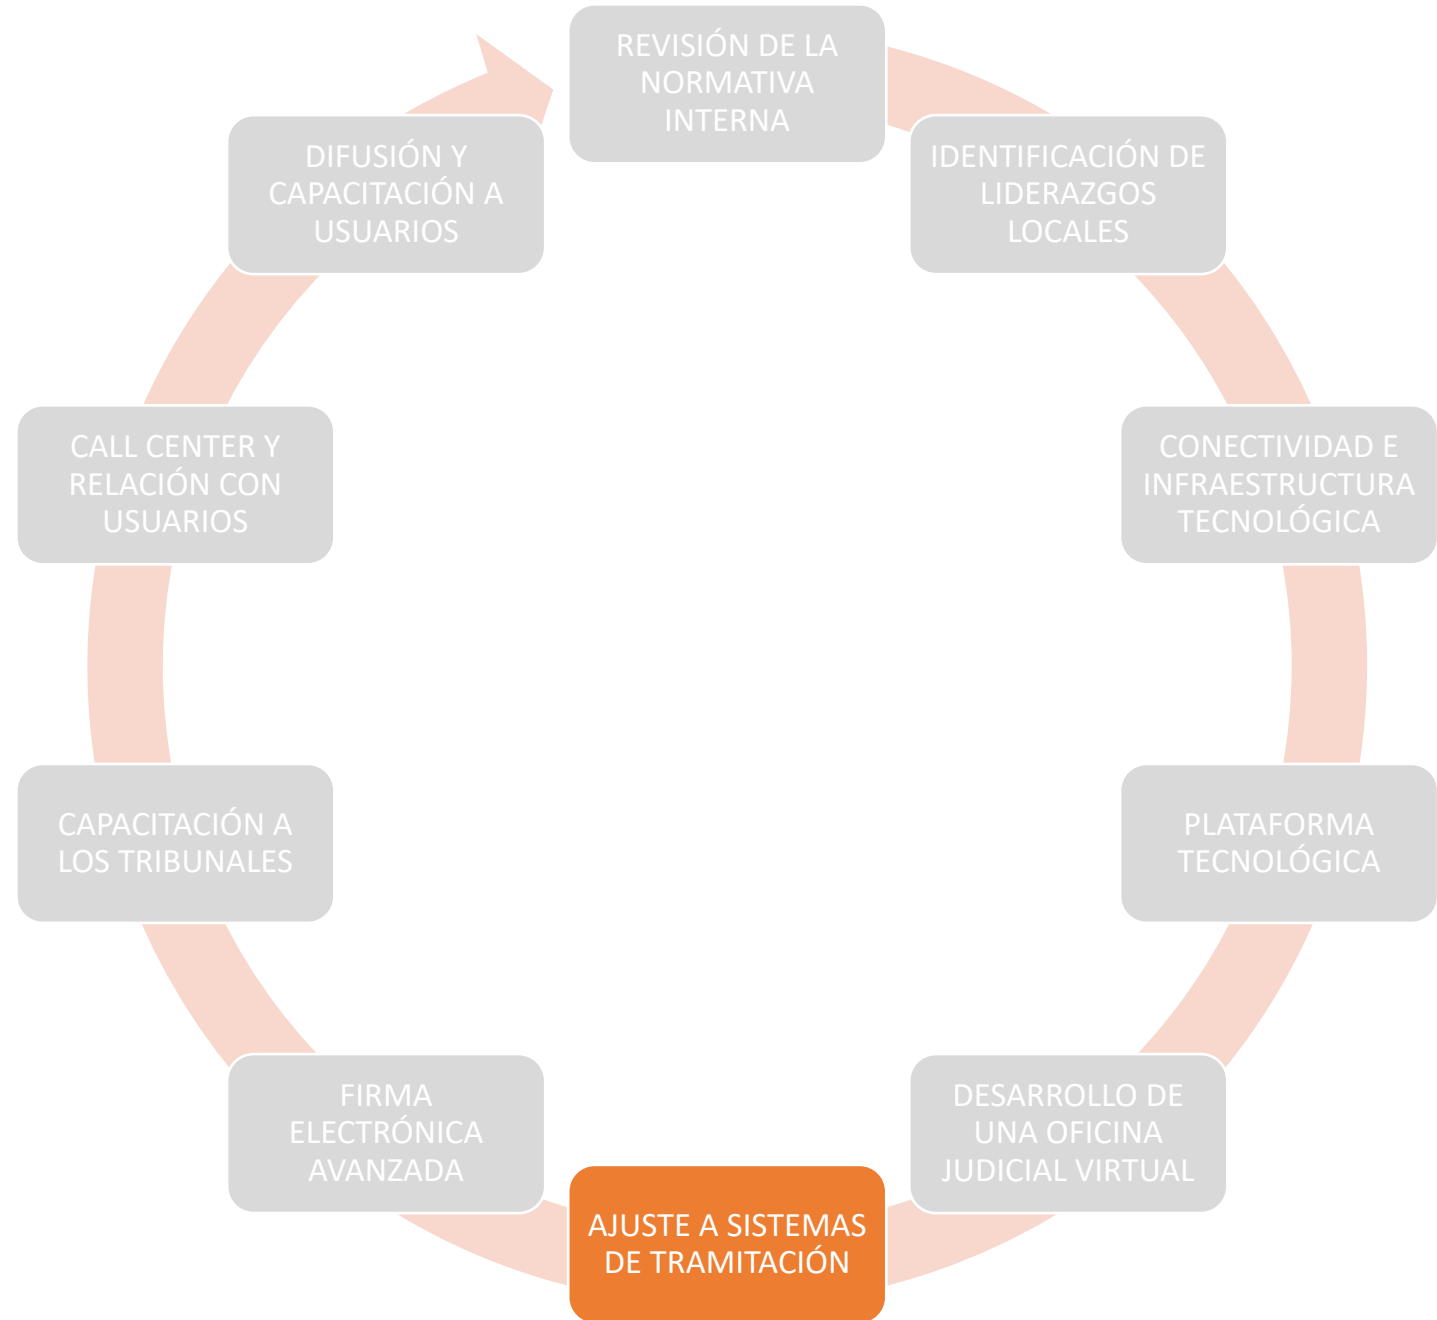 REVISIÓN DE LA
NORMATIVA
INTERNA
IDENTIFICACIÓN DE
LIDERAZGOS
LOCALES
CONECTIVIDAD E
INFRAESTRUCTURA
TECNOLÓGICA
PLATAFORMA
TECNOLÓGICA
DESARROLLO DE
UNA OFICINA
JUDICIAL VIRTUAL
AJUSTE A SISTEMAS
DE TRAMITACIÓN
FIRMA
ELECTRÓNICA
AVANZADA
CAPACITACIÓN A
LOS TRIBUNALES
CALL CENTER Y
RELACIÓN CON
USUARIOS
DIFUSIÓN Y
CAPACITACIÓN A
USUARIOS